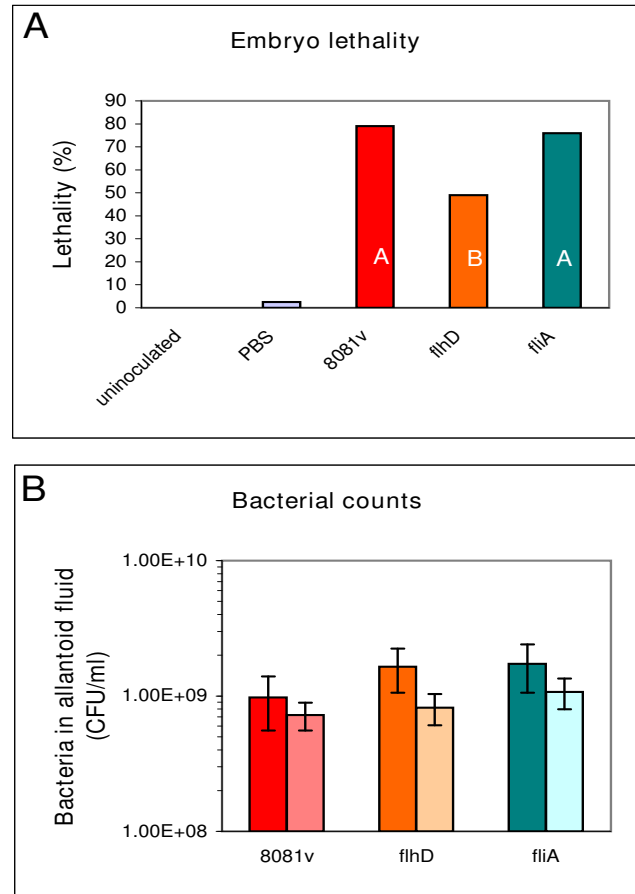 A
Embryo lethality
90
80
70
60
50
40
30
20
10
0
Lethality (%)
A
B
A
uninoculated
PBS
8081v
flhD
fliA
B
Bacterial counts
1.00E+10
1.00E+09
1.00E+08
Bacteria in allantoid fluid
(CFU/ml)
8081v
flhD
fliA